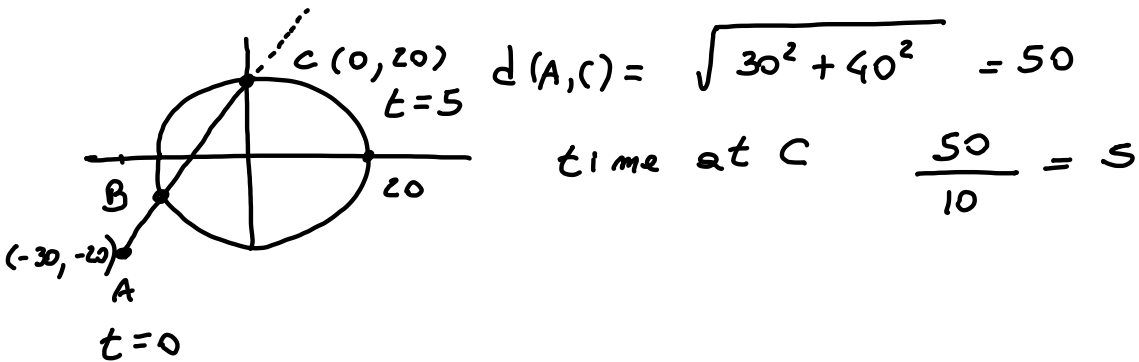 C (0, 20)
t = 5
d(A,C) = √(30² + 40²) = 50
time at C 50/10 = 5
B
20
(-30, -20)
A
t = 0